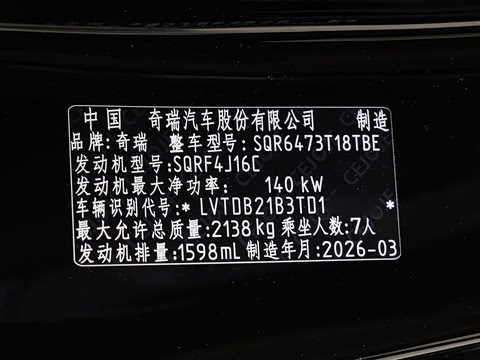 中国 奇瑞汽车股份有限公司 制造
品牌:奇瑞 整车型号:SQR6473T18TBE
发动机型号:SQRF4J16C
发动机最大净功率: 140 kW
车辆识别代号:* LVTDB21B3TD1 *
最大允许总质量:2138 kg 乘坐人数:7人
发动机排量:1598mL 制造年月:2026-03